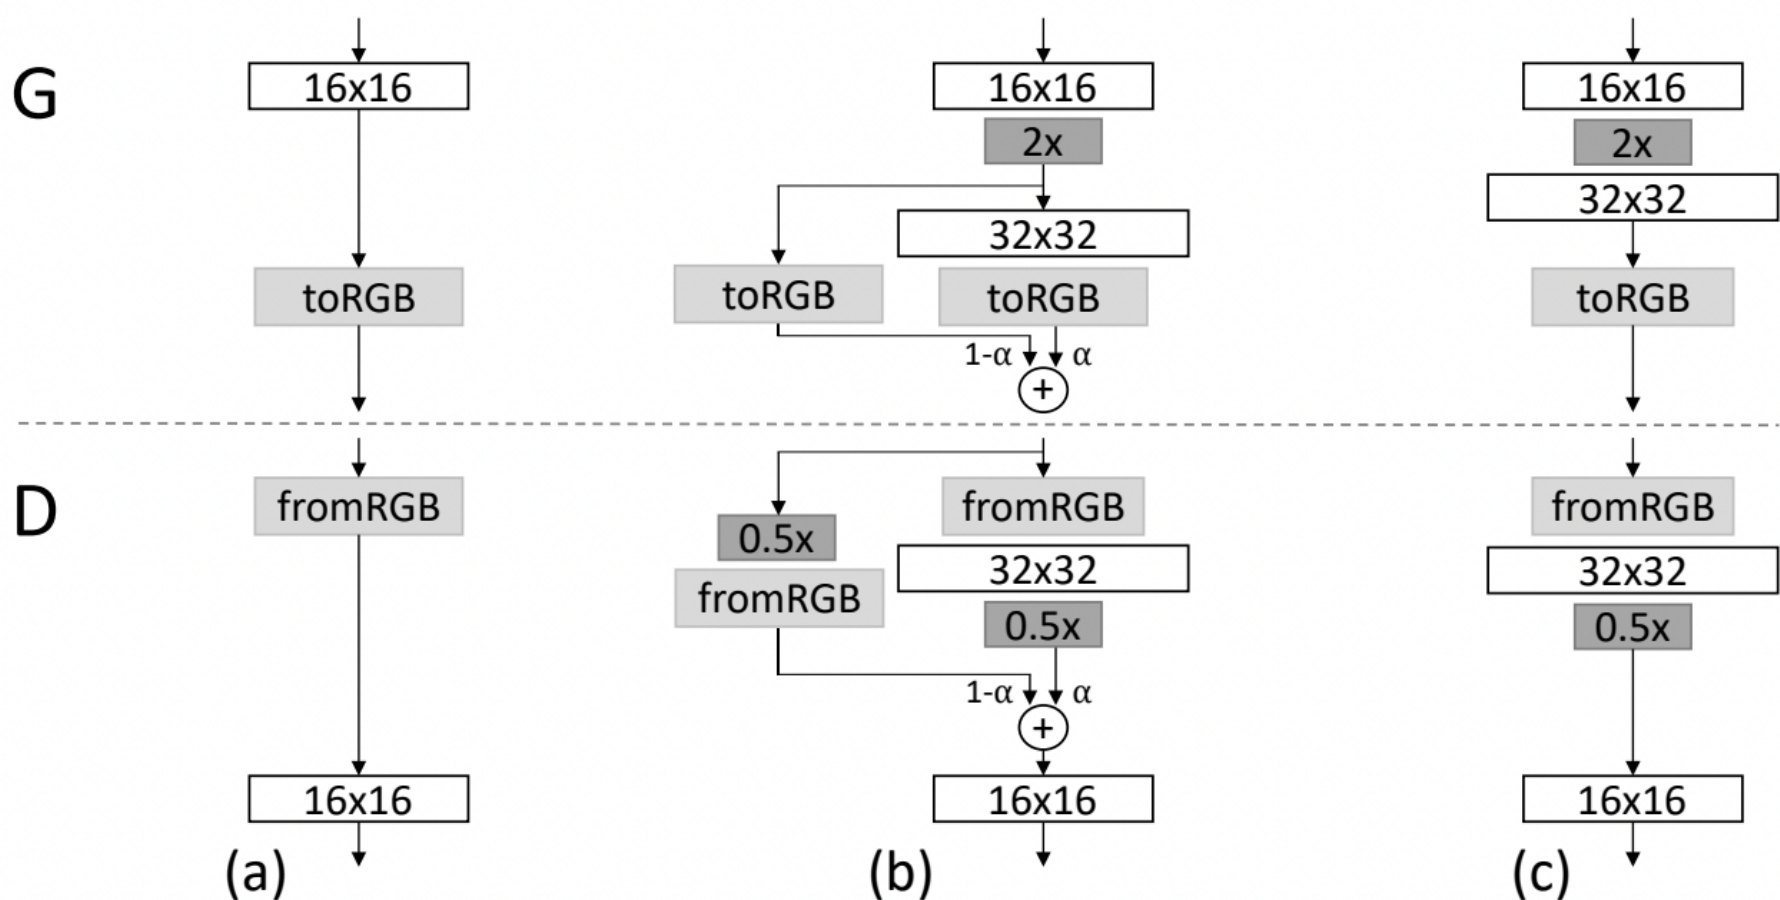 G
16x16
toRGB
16x16
2x
32x32
toRGB
toRGB
1-α
α
+
16x16
2x
32x32
toRGB
D
fromRGB
16x16
fromRGB
0.5x
fromRGB
32x32
0.5x
1-α
α
+
16x16
fromRGB
32x32
0.5x
16x16
(a)
(b)
(c)